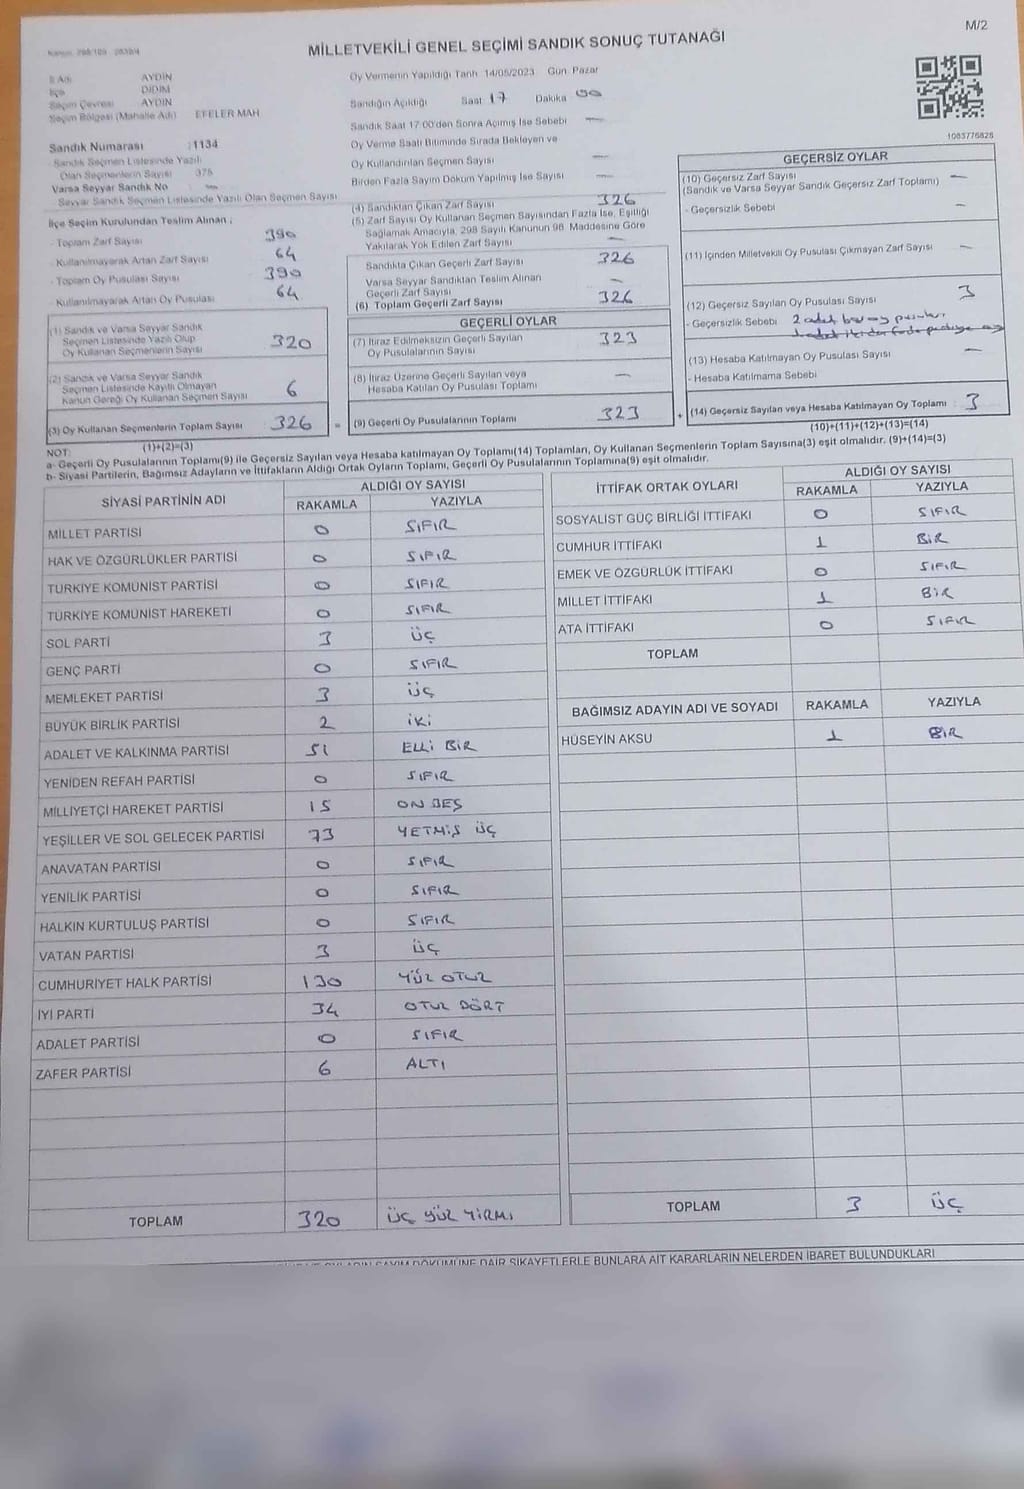 M/2
MİLLETVEKİLİ GENEL SEÇİMİ SANDIK SONUÇ TUTANAĞI
İl Adı AYDIN
İlçe DİDİM
Seçim Çevresi AYDIN
Seçim Bölgesi (Mahalle Adı) EFELER MAH
Sandık Numarası :1134
- Sandık Seçmen Listesinde Yazılı
Olan Seçmenlerin Sayısı 375
Varsa Seyyar Sandık No —
Seyyar Sandık Seçmen Listesinde Yazılı Olan Seçmen Sayısı
Oy Vermenin Yapıldığı Tarih 14/05/2023 Gün Pazar
Sandığın Açıldığı Saat 17 Dakika 00
Sandık Saat 17:00'den Sonra Açımış İse Sebebi —
Oy Verme Saati Bitiminde Sırada Bekleyen ve
Oy Kullandırılan Seçmen Sayısı —
Birden Fazla Sayım Döküm Yapılmış İse Sayısı —
1083776828
İlçe Seçim Kurulundan Teslim Alınan ;
- Toplam Zarf Sayısı 390
- Kullanılmayarak Artan Zarf Sayısı 64
- Toplam Oy Pusulası Sayısı 390
- Kullanılmayarak Artan Oy Pusulası 64
(1) Sandık ve Varsa Seyyar Sandık
Seçmen Listesinde Yazılı Olup
Oy Kullanan Seçmenlerin Sayısı 320
(2) Sandık ve Varsa Seyyar Sandık
Seçmen Listesinde Kayıtlı Olmayan
Kanun Gereği Oy Kullanan Seçmen Sayısı 6
(3) Oy Kullanan Seçmenlerin Toplam Sayısı 326 =
(1)+(2)=(3)
(4) Sandıktan Çıkan Zarf Sayısı 326
(5) Zarf Sayısı Oy Kullanan Seçmen Sayısından Fazla İse, Eşitliği
Sağlamak Amacıyla, 298 Sayılı Kanunun 98. Maddesine Göre
Yakılarak Yok Edilen Zarf Sayısı —
Sandıkta Çıkan Geçerli Zarf Sayısı 326
Varsa Seyyar Sandıktan Teslim Alınan
Geçerli Zarf Sayısı —
(6) Toplam Geçerli Zarf Sayısı 326
GEÇERLİ OYLAR
(7) İtiraz Edilmeksizin Geçerli Sayılan
Oy Pusulalarının Sayısı 323
(8) İtiraz Üzerine Geçerli Sayılan veya
Hesaba Katılan Oy Pusulası Toplamı —
(9) Geçerli Oy Pusulalarının Toplamı 323 +
GEÇERSİZ OYLAR
(10) Geçersiz Zarf Sayısı —
(Sandık ve Varsa Seyyar Sandık Geçersiz Zarf Toplamı)
- Geçersizlik Sebebi —
(11) İçinden Milletvekili Oy Pusulası Çıkmayan Zarf Sayısı —
(12) Geçersiz Sayılan Oy Pusulası Sayısı 3
- Geçersizlik Sebebi 2 adet boş oy pusulası
(13) Hesaba Katılmayan Oy Pusulası Sayısı —
- Hesaba Katılmama Sebebi
(14) Geçersiz Sayılan veya Hesaba Katılmayan Oy Toplamı : 3
(10)+(11)+(12)+(13)=(14)
NOT:
a- Geçerli Oy Pusulalarının Toplamı(9) ile Geçersiz Sayılan veya Hesaba katılmayan Oy Toplamı(14) Toplamları, Oy Kullanan Seçmenlerin Toplam Sayısına(3) eşit olmalıdır. (9)+(14)=(3)
b- Siyasi Partilerin, Bağımsız Adayların ve İttifakların Aldığı Ortak Oyların Toplamı, Geçerli Oy Pusulalarının Toplamına(9) eşit olmalıdır.
SİYASİ PARTİNİN ADI ALDIĞI OY SAYISI
RAKAMLA YAZIYLA
MİLLET PARTİSİ 0 SIFIR
HAK VE ÖZGÜRLÜKLER PARTİSİ 0 SIFIR
TÜRKİYE KOMÜNİST PARTİSİ 0 SIFIR
TÜRKİYE KOMÜNİST HAREKETİ 0 SIFIR
SOL PARTİ 3 ÜÇ
GENÇ PARTİ 0 SIFIR
MEMLEKET PARTİSİ 3 ÜÇ
BÜYÜK BİRLİK PARTİSİ 2 İKİ
ADALET VE KALKINMA PARTİSİ 51 ELLİ BİR
YENİDEN REFAH PARTİSİ 0 SIFIR
MİLLİYETÇİ HAREKET PARTİSİ 15 ON BEŞ
YEŞİLLER VE SOL GELECEK PARTİSİ 73 YETMİŞ ÜÇ
ANAVATAN PARTİSİ 0 SIFIR
YENİLİK PARTİSİ 0 SIFIR
HALKIN KURTULUŞ PARTİSİ 0 SIFIR
VATAN PARTİSİ 3 ÜÇ
CUMHURİYET HALK PARTİSİ 130 YÜZ OTUZ
İYİ PARTİ 34 OTUZ DÖRT
ADALET PARTİSİ 0 SIFIR
ZAFER PARTİSİ 6 ALTI
TOPLAM 320 ÜÇ YÜZ YİRMİ
İTTİFAK ORTAK OYLARI ALDIĞI OY SAYISI
RAKAMLA YAZIYLA
SOSYALİST GÜÇ BİRLİĞİ İTTİFAKI 0 SIFIR
CUMHUR İTTİFAKI 1 BİR
EMEK VE ÖZGÜRLÜK İTTİFAKI 0 SIFIR
MİLLET İTTİFAKI 1 BİR
ATA İTTİFAKI 0 SIFIR
TOPLAM
BAĞIMSIZ ADAYIN ADI VE SOYADI RAKAMLA YAZIYLA
HÜSEYİN AKSU 1 BİR
TOPLAM 3 ÜÇ
SAYIM DÖKÜMÜNE DAİR ŞİKAYETLERLE BUNLARA AİT KARARLARIN NELERDEN İBARET BULUNDUKLARI